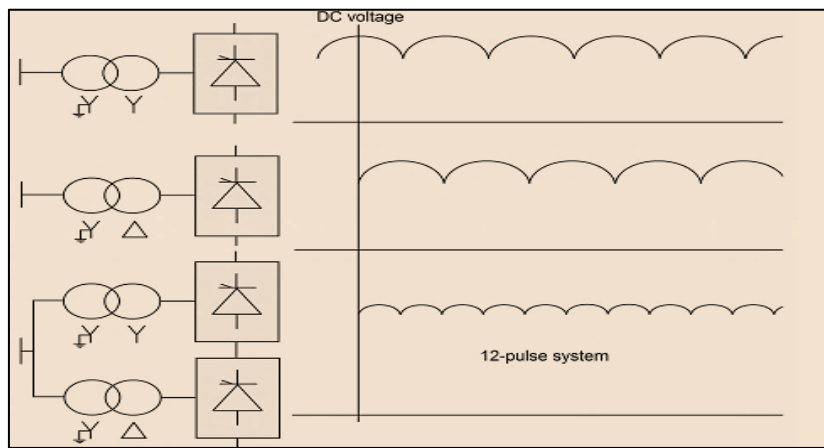 DC voltage
Y Y
Y Δ
Y Y
12-pulse system
Y Δ